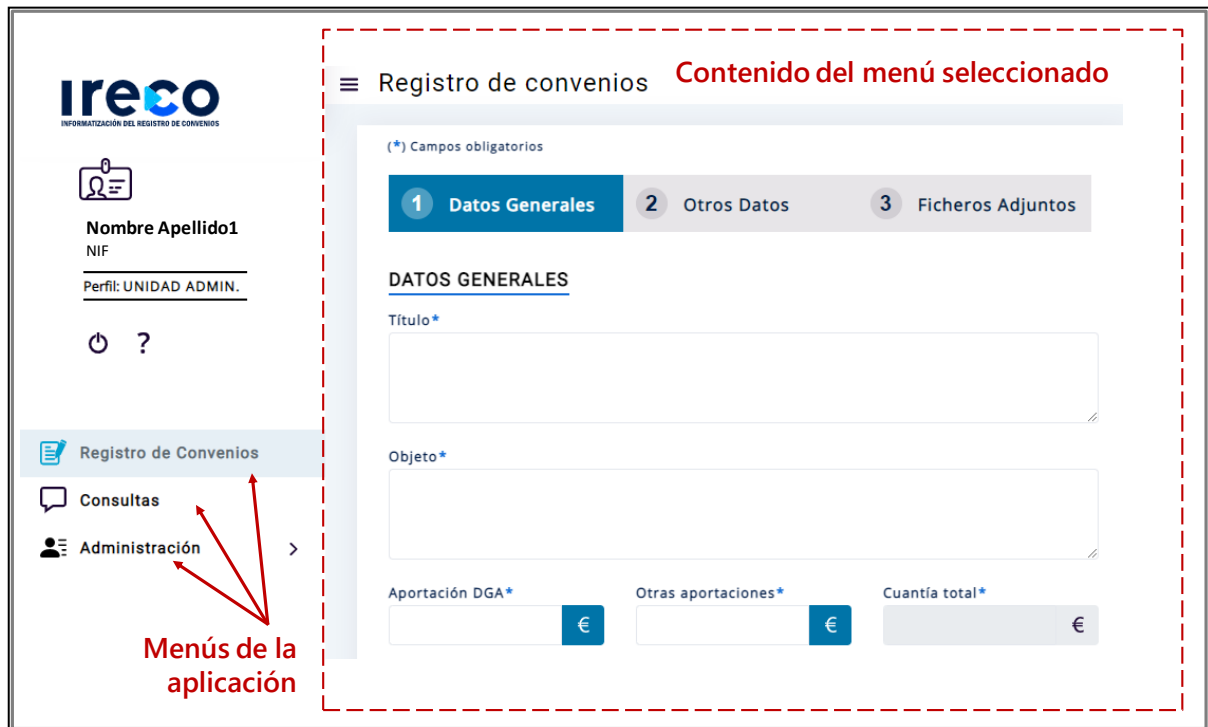 ireco
INFORMATIZACIÓN DEL REGISTRO DE CONVENIOS
Nombre Apellido1
NIF
Perfil: UNIDAD ADMIN.
?
Registro de Convenios
Consultas
Administración
Menús de la
aplicación
Registro de convenios
Contenido del menú seleccionado
(*) Campos obligatorios
1 Datos Generales
2 Otros Datos
3 Ficheros Adjuntos
DATOS GENERALES
Título*
Objeto*
Aportación DGA* Otras aportaciones* Cuantía total*
€ € €